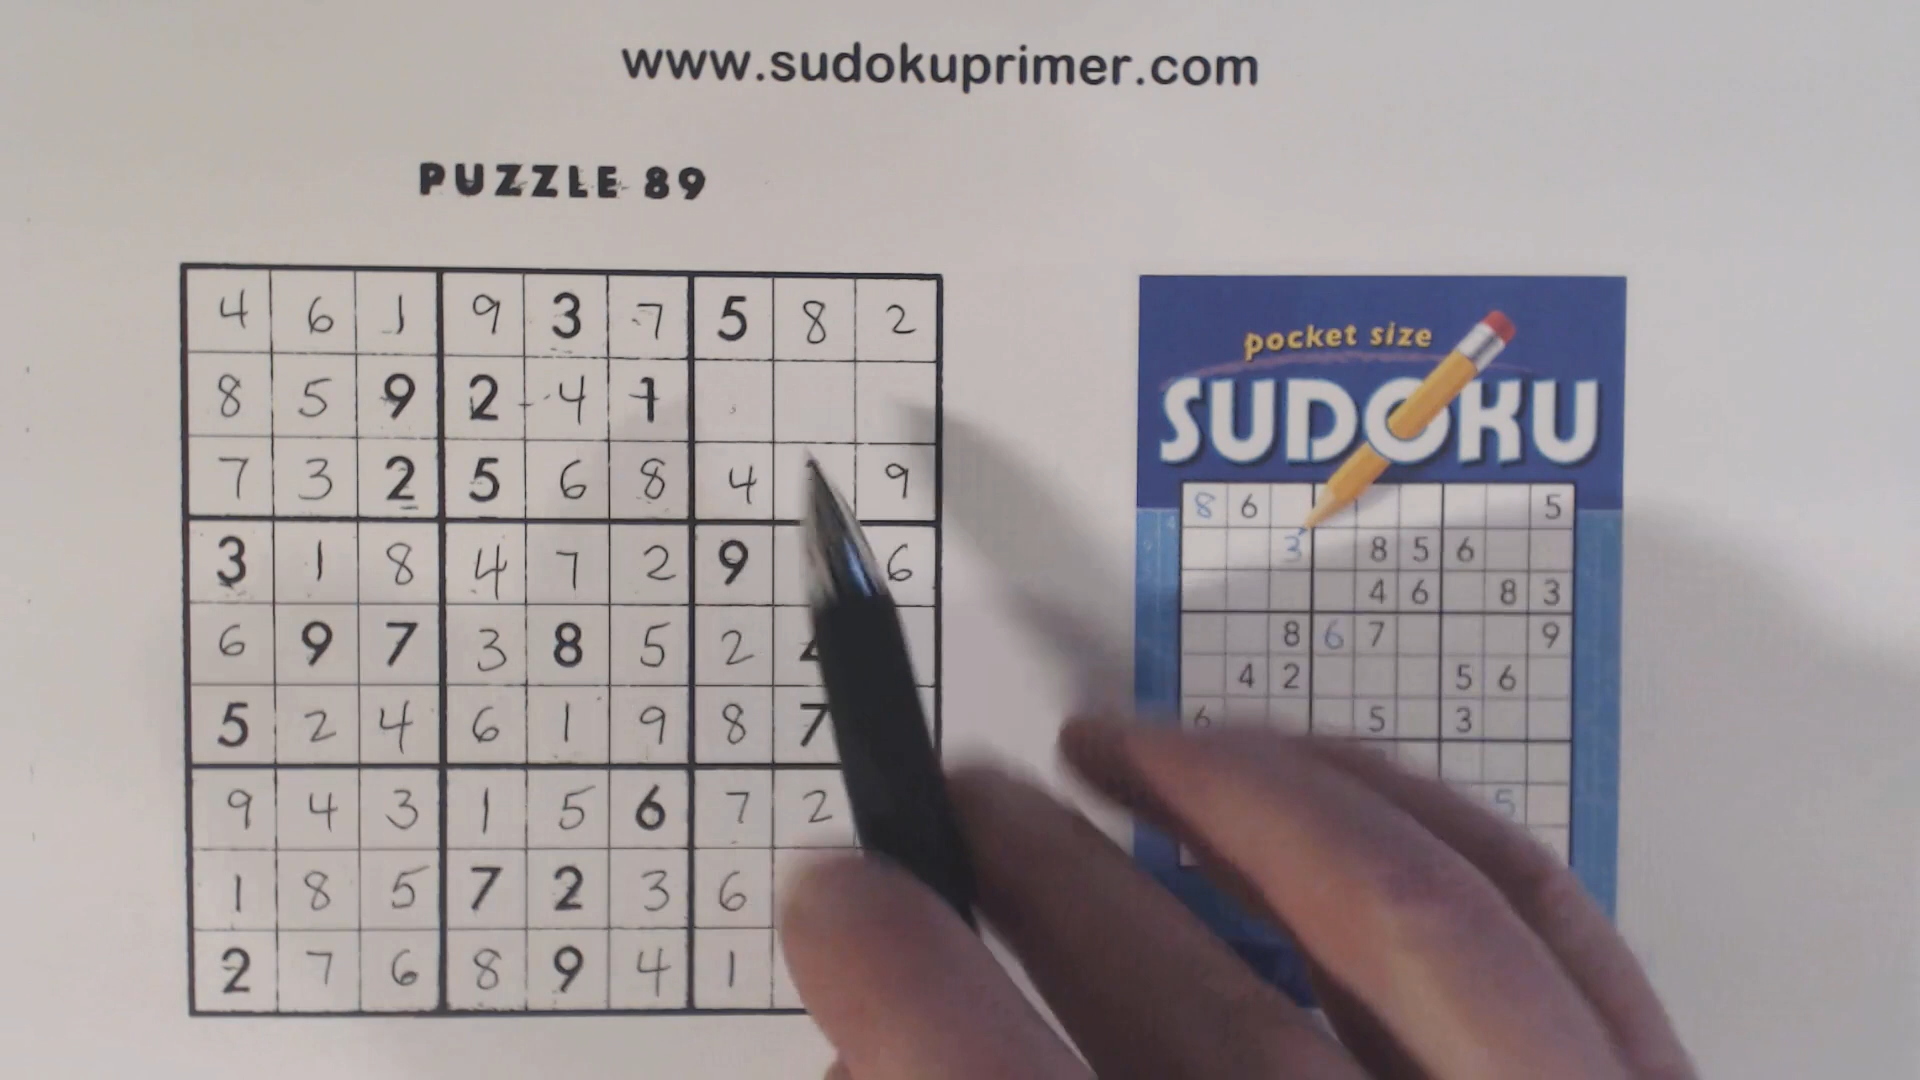 www.sudokuprimer.com
PUZZLE 89
4 6 1 9 3 7 5 8 2
8 5 9 2 4 1
7 3 2 5 6 8 4 9
3 1 8 4 7 2 9 6
6 9 7 3 8 5 2
5 2 4 6 1 9 8 7
9 4 3 1 5 6 7 2
1 8 5 7 2 3 6
2 7 6 8 9 4 1
pocket size
SUDOKU
8 6 5
3 8 5 6
4 6 8 3
8 6 7 9
4 2 5 6
6 5 3
5